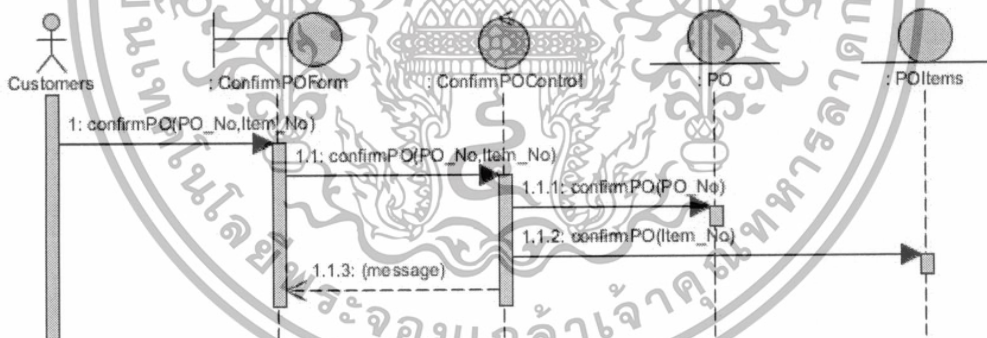 Customers
: ConfirmPOForm
: ConfirmPOControl
: PO
: POItems
1: confirmPO(PO_No,Item_No)
1.1: confirmPO(PO_No,Item_No)
1.1.1: confirmPO(PO_No)
1.1.2: confirmPO(Item_No)
1.1.3: (message)